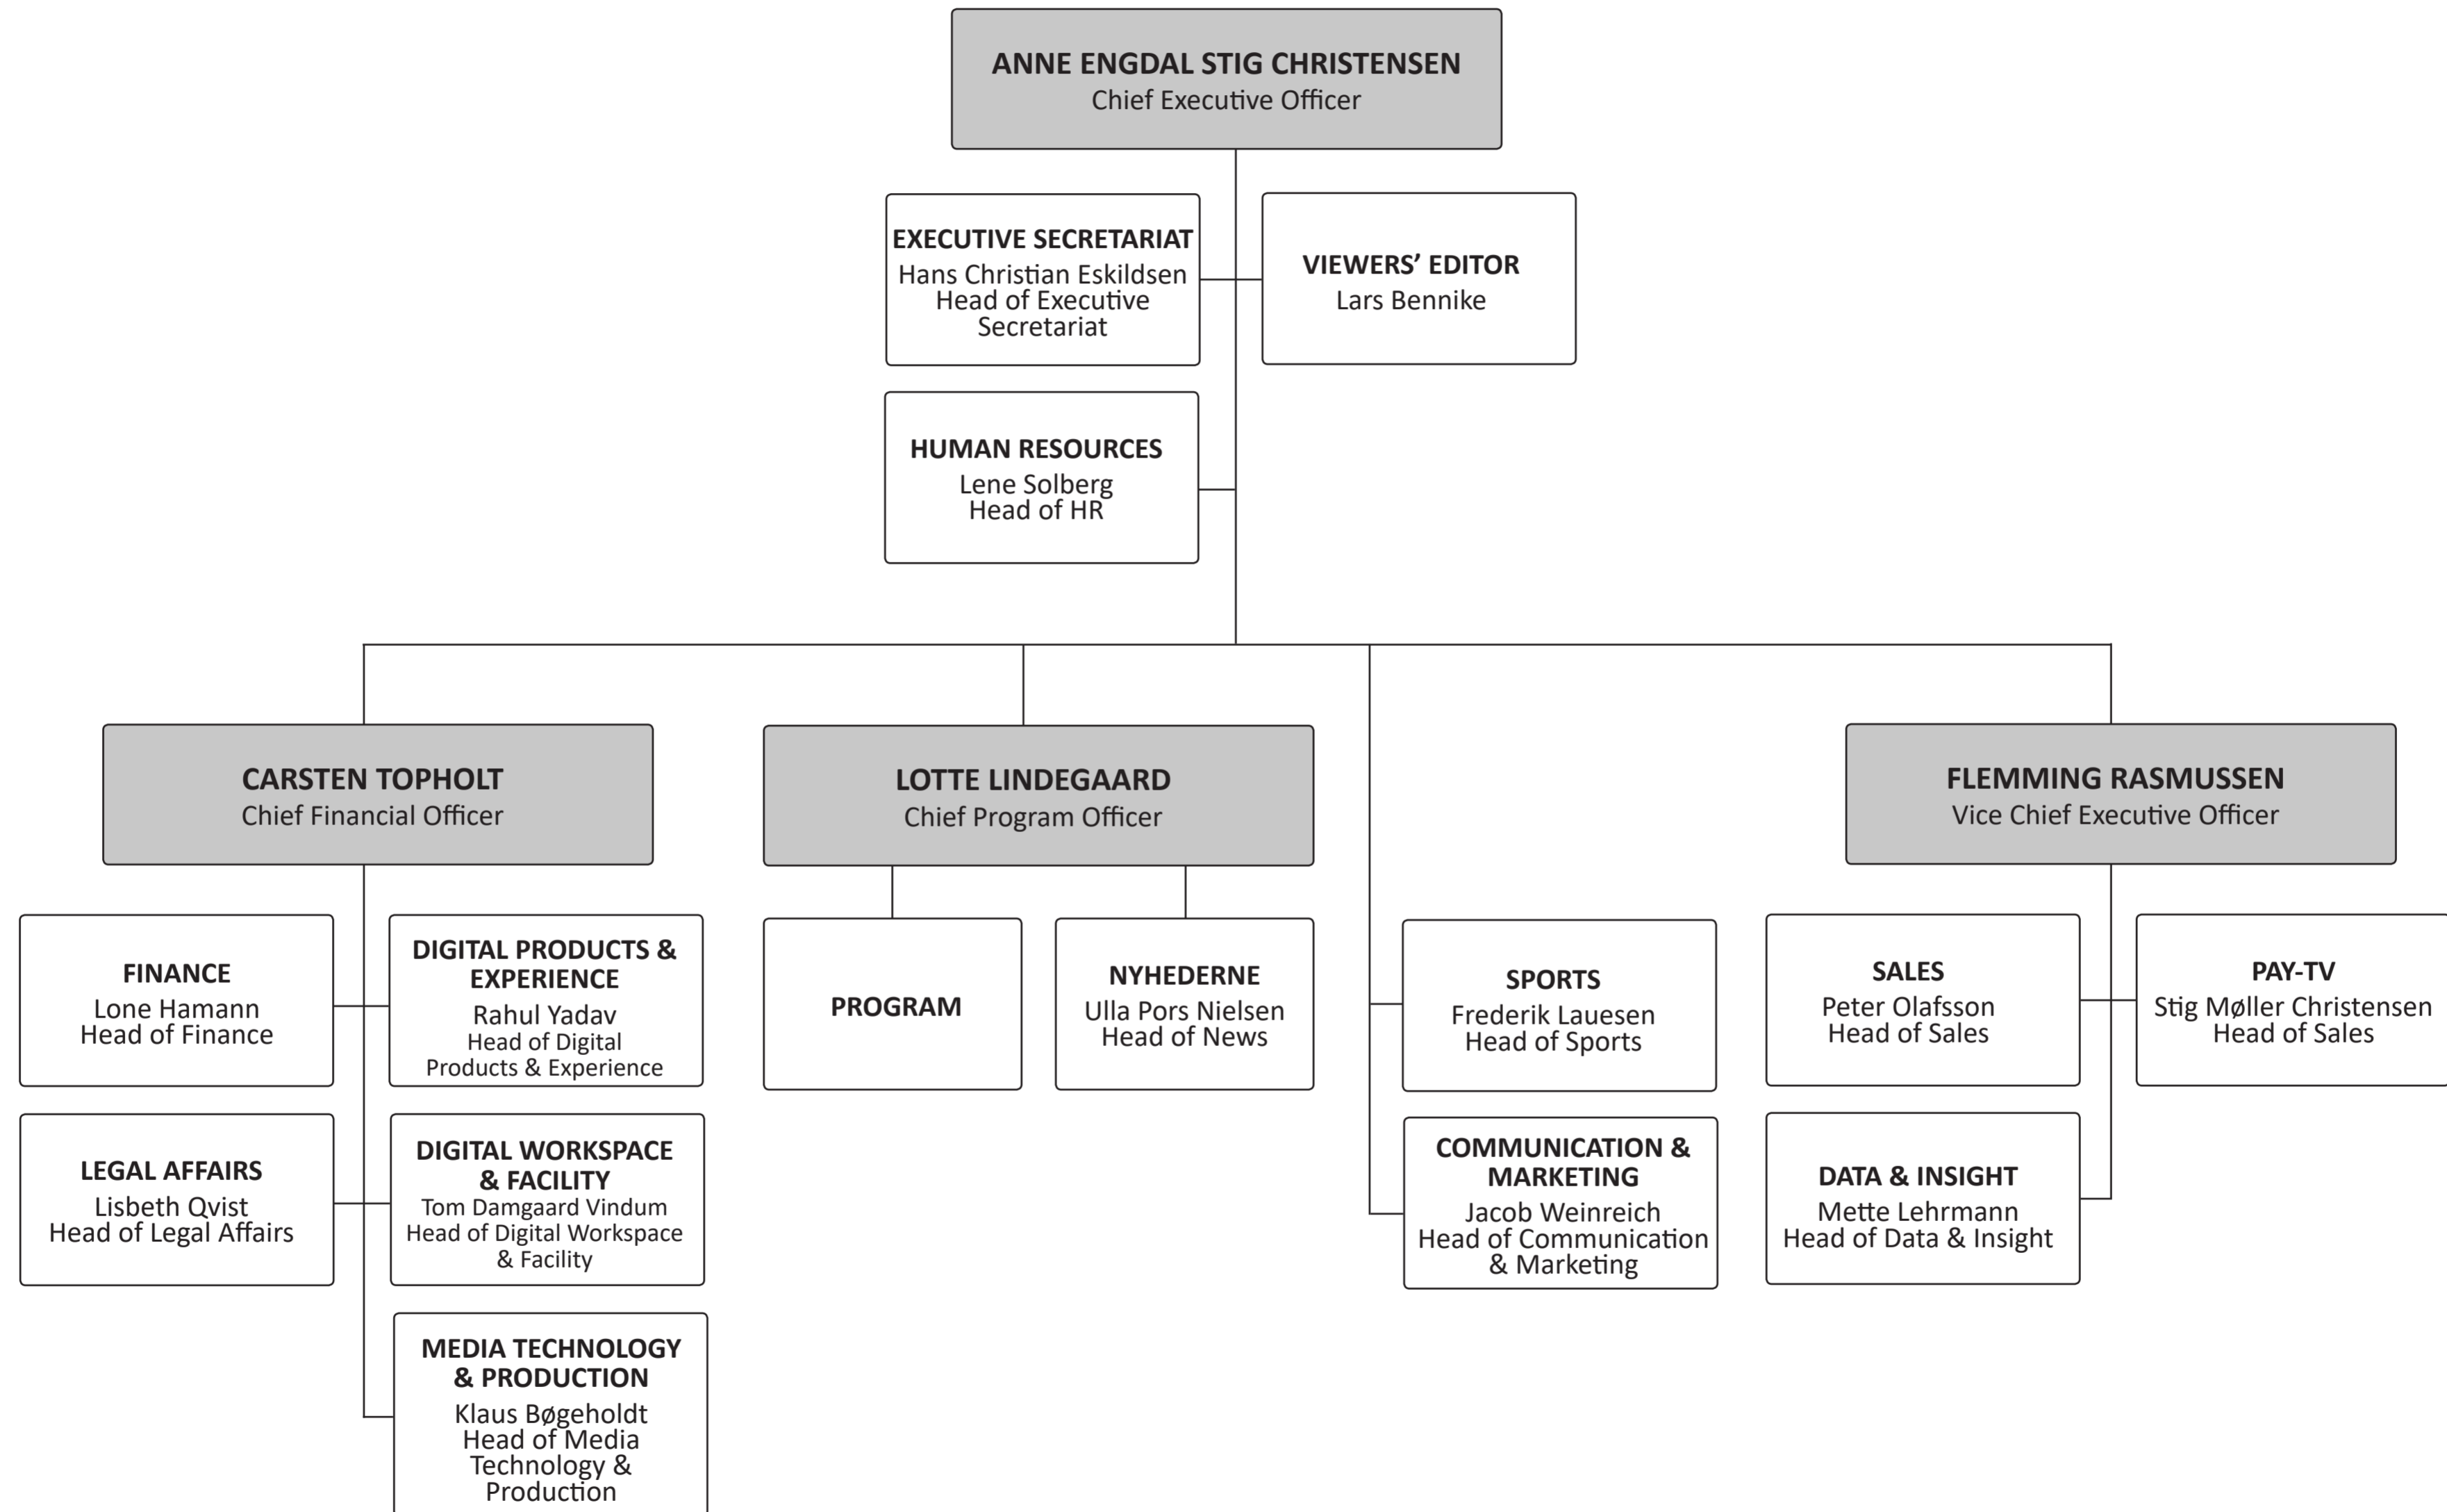 ANNE ENGDAL STIG CHRISTENSEN
Chief Executive Officer
EXECUTIVE SECRETARIAT
Hans Christian Eskildsen
Head of Executive
Secretariat
VIEWERS’ EDITOR
Lars Bennike
HUMAN RESOURCES
Lene Solberg
Head of HR
CARSTEN TOPHOLT
Chief Financial Officer
LOTTE LINDEGAARD
Chief Program Officer
FLEMMING RASMUSSEN
Vice Chief Executive Officer
FINANCE
Lone Hamann
Head of Finance
DIGITAL PRODUCTS &
EXPERIENCE
Rahul Yadav
Head of Digital
Products & Experience
PROGRAM
NYHEDERNE
Ulla Pors Nielsen
Head of News
SPORTS
Frederik Lauesen
Head of Sports
SALES
Peter Olafsson
Head of Sales
PAY-TV
Stig Møller Christensen
Head of Sales
LEGAL AFFAIRS
Lisbeth Qvist
Head of Legal Affairs
DIGITAL WORKSPACE
& FACILITY
Tom Damgaard Vindum
Head of Digital Workspace
& Facility
COMMUNICATION &
MARKETING
Jacob Weinreich
Head of Communication
& Marketing
DATA & INSIGHT
Mette Lehrmann
Head of Data & Insight
MEDIA TECHNOLOGY
& PRODUCTION
Klaus Bøgeholdt
Head of Media
Technology &
Production